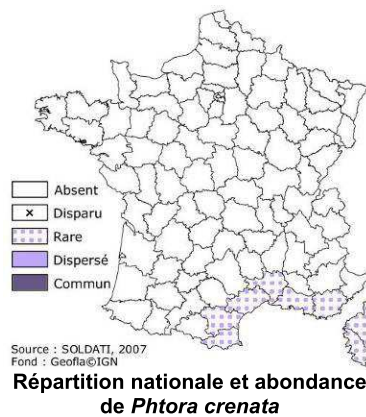 Absent
x Disparu
Rare
Dispersé
Commun
Source : SOLDATI, 2007
Fond : Geofla©IGN
Répartition nationale et abondance
de Phtora crenata